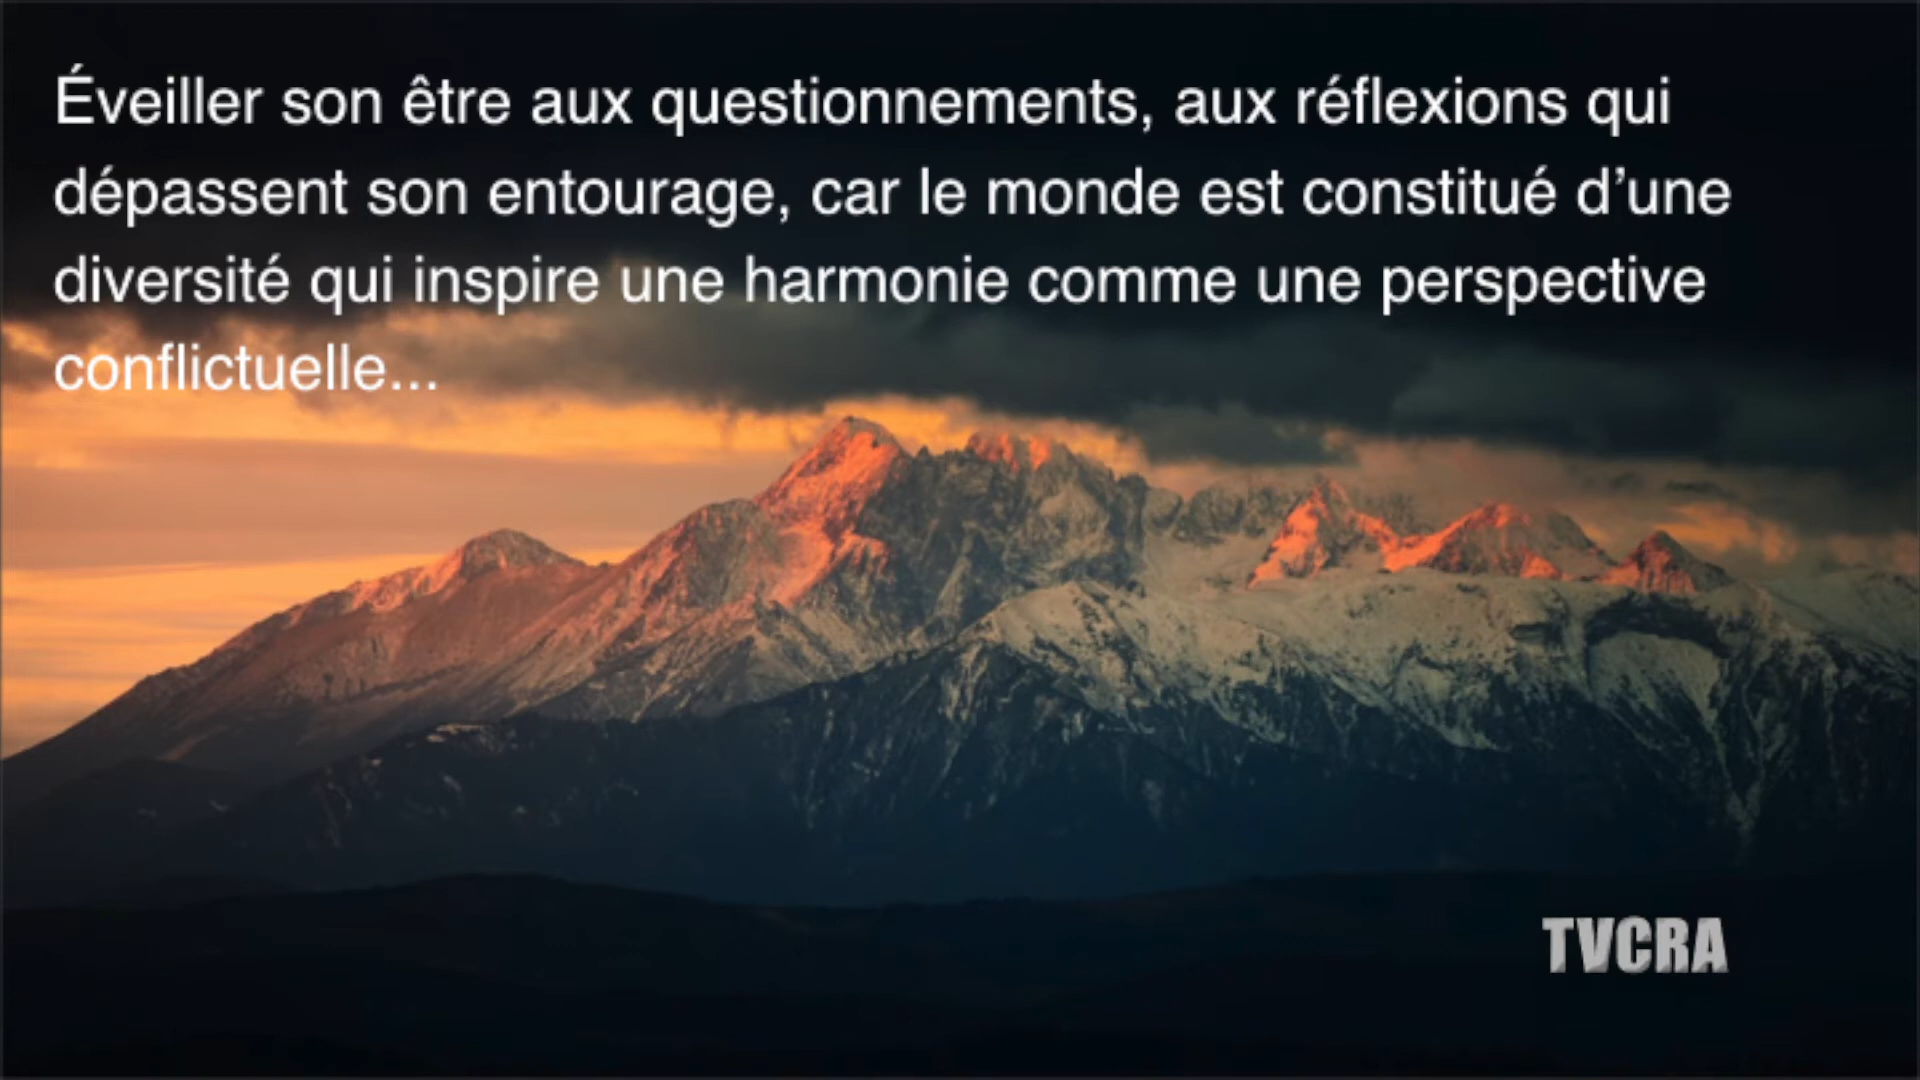 Éveiller son être aux questionnements, aux réflexions qui
dépassent son entourage, car le monde est constitué d’une
diversité qui inspire une harmonie comme une perspective
conflictuelle...
TVCRA